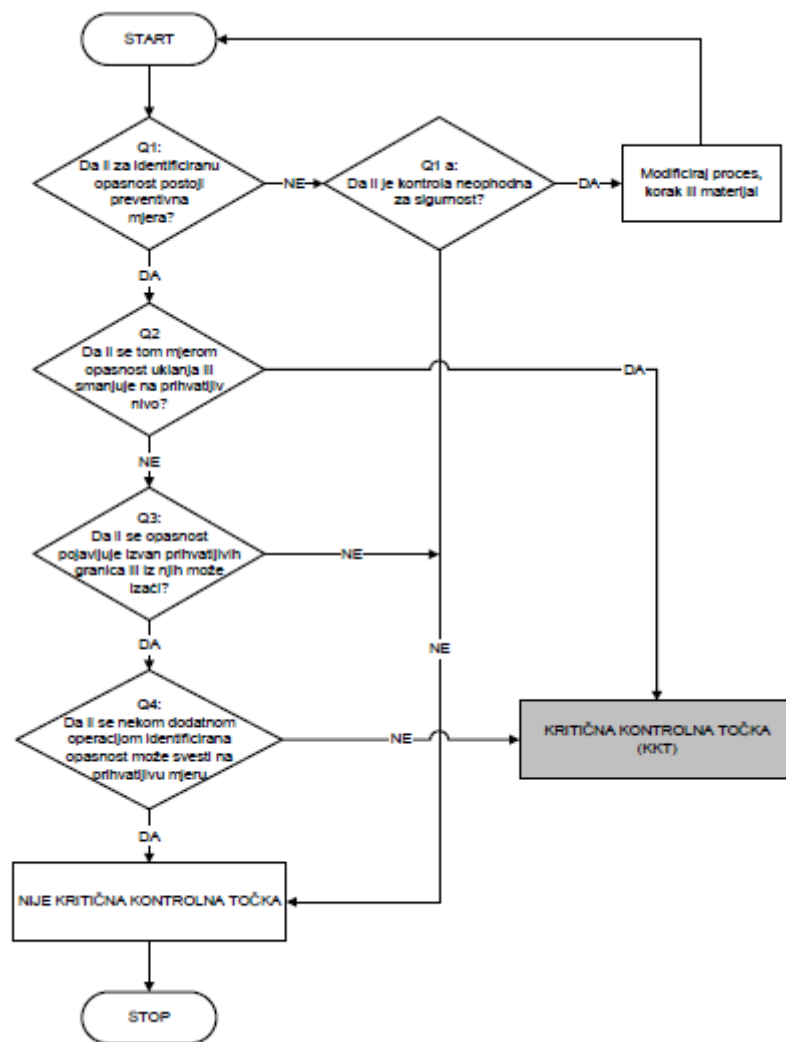 START
Q1:
Da li za identificiranu
opasnost postoji
preventivna
mjera?
NE
Q1 a:
Da li je kontrola neophodna
za sigurnost?
DA
Modificiraj proces,
korak ili materijal
DA
Q2
Da li se tom mjerom
opasnost uklanja ili
smanjuje na prihvatljiv
nivo?
DA
NE
Q3:
Da li se opasnost
pojavljuje izvan prihvatljivih
granica ili iz njih može
izaći?
NE
DA
NE
Q4:
Da li se nekom dodatnom
operacijom identificirana
opasnost može svesti na
prihvatljivu mjeru
NE
KRITIČNA KONTROLNA TOČKA
(KKT)
DA
NIJE KRITIČNA KONTROLNA TOČKA
STOP